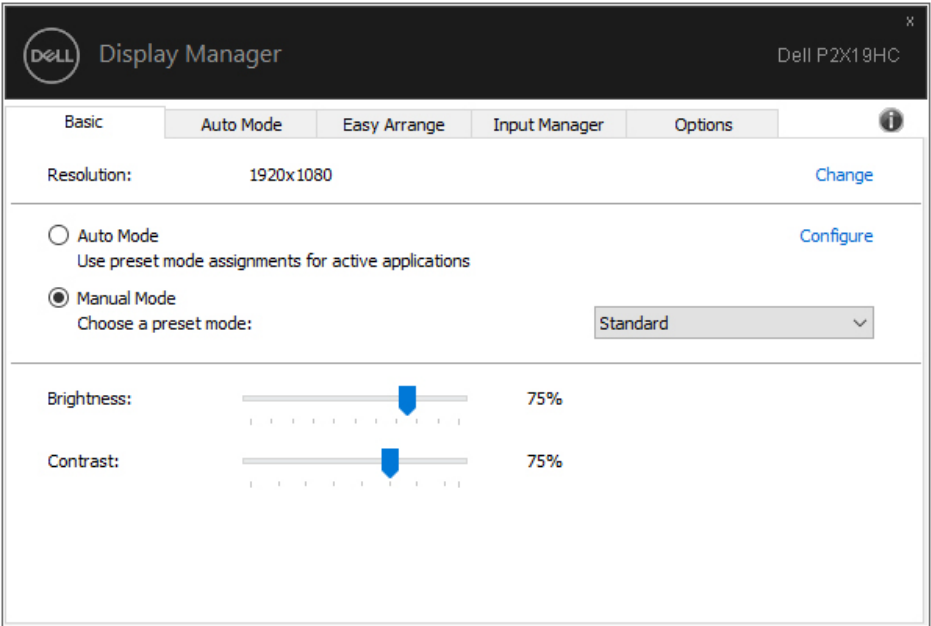 x
DELL Display Manager Dell P2X19HC
Basic Auto Mode Easy Arrange Input Manager Options i
Resolution: 1920x1080 Change
Auto Mode Configure
Use preset mode assignments for active applications
Manual Mode
Choose a preset mode: Standard
Brightness: 75%
Contrast: 75%